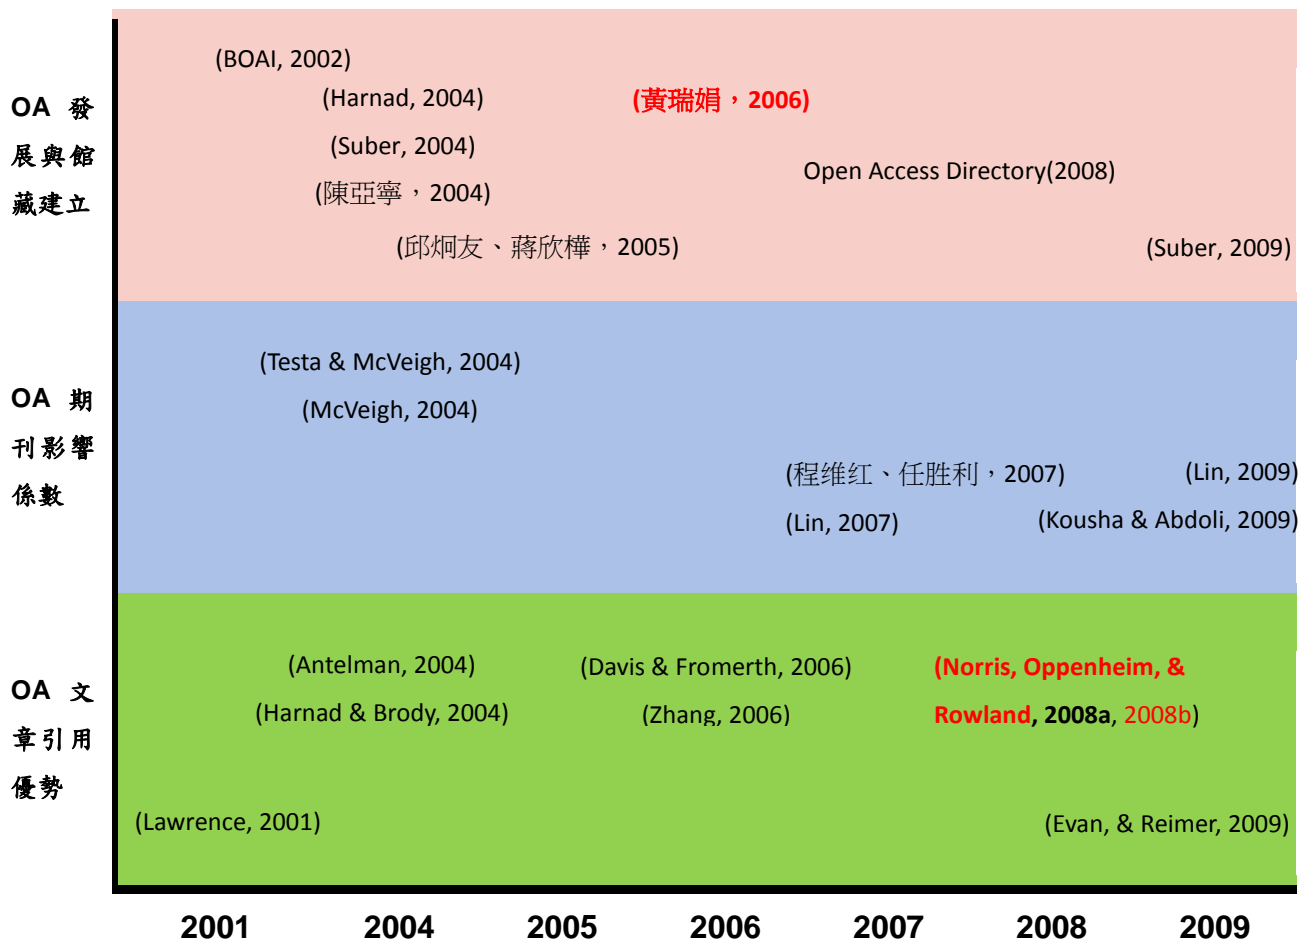 OA 發
展與館
藏建立
(BOAI, 2002)
(Harnad, 2004)
(黃瑞娟，2006)
(Suber, 2004)
Open Access Directory(2008)
(陳亞寧，2004)
(邱炯友、蔣欣樺，2005)
(Suber, 2009)
OA 期
刊影響
係數
(Testa & McVeigh, 2004)
(McVeigh, 2004)
(程维红、任胜利，2007)
(Lin, 2009)
(Lin, 2007)
(Kousha & Abdoli, 2009)
OA 文
章引用
優勢
(Antelman, 2004)
(Davis & Fromerth, 2006)
(Norris, Oppenheim, &
Rowland, 2008a, 2008b)
(Harnad & Brody, 2004)
(Zhang, 2006)
(Lawrence, 2001)
(Evan, & Reimer, 2009)
2001 2004 2005 2006 2007 2008 2009